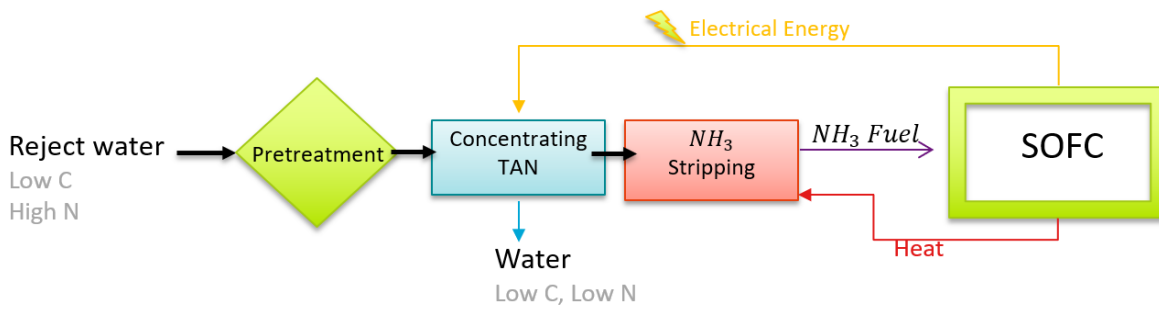 Electrical Energy
Reject water
Low C
High N
Pretreatment
Concentrating
TAN
NH3
Stripping
NH3 Fuel
SOFC
Heat
Water
Low C, Low N